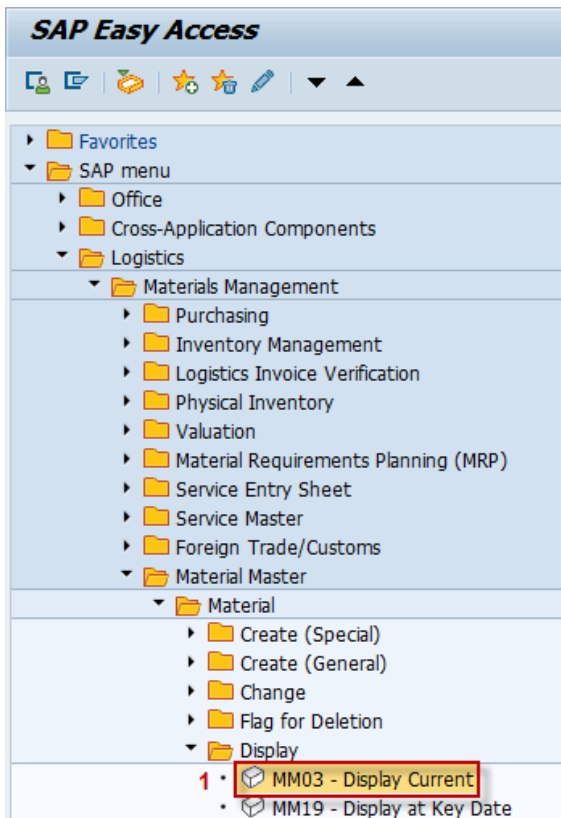 SAP Easy Access
Favorites
SAP menu
Office
Cross-Application Components
Logistics
Materials Management
Purchasing
Inventory Management
Logistics Invoice Verification
Physical Inventory
Valuation
Material Requirements Planning (MRP)
Service Entry Sheet
Service Master
Foreign Trade/Customs
Material Master
Material
Create (Special)
Create (General)
Change
Flag for Deletion
Display
1 MM03 - Display Current
MM19 - Display at Key Date